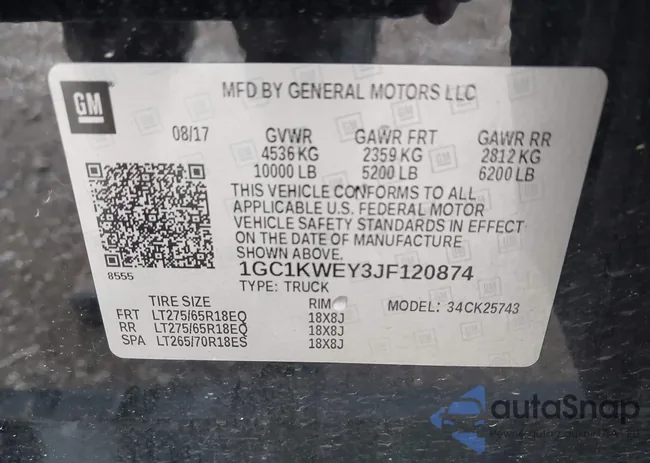 GM
MFD BY GENERAL MOTORS LLC
08/17 GVWR GAWR FRT GAWR RR
4536 KG 2359 KG 2812 KG
10000 LB 5200 LB 6200 LB
THIS VEHICLE CONFORMS TO ALL
APPLICABLE U.S. FEDERAL MOTOR
VEHICLE SAFETY STANDARDS IN EFFECT
ON THE DATE OF MANUFACTURE
SHOWN ABOVE.
8555
1GC1KWEY3JF120874
TYPE: TRUCK
TIRE SIZE RIM MODEL: 34CK25743
FRT LT275/65R18EQ 18X8J
RR LT275/65R18EQ 18X8J
SPA LT265/70R18ES 18X8J
autoSnap